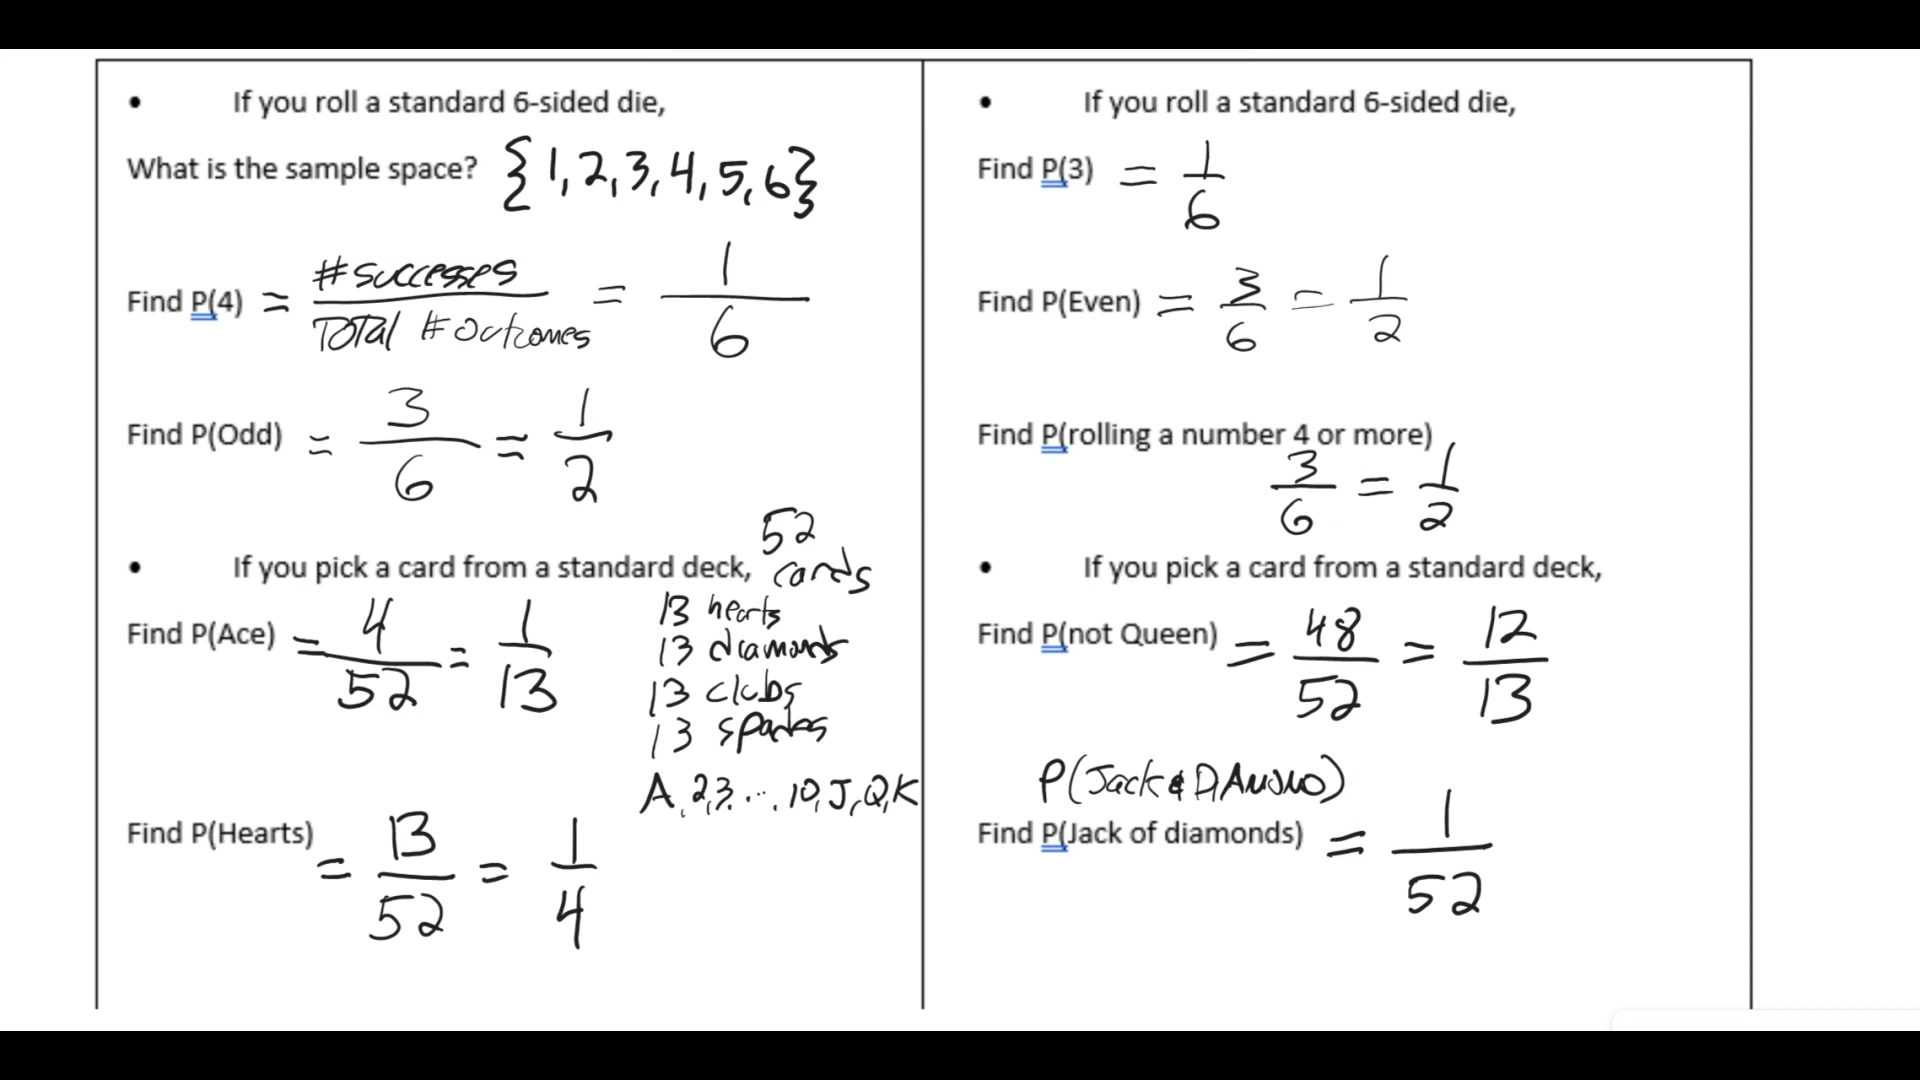 • If you roll a standard 6-sided die,
What is the sample space? {1,2,3,4,5,6}
Find P(4) = #successes / Total # outcomes = 1/6
Find P(Odd) = 3/6 = 1/2
• If you pick a card from a standard deck, 52 cards
Find P(Ace) = 4/52 = 1/13
13 hearts
13 diamonds
13 clubs
13 spades
A, 2, 3, ..., 10, J, Q, K
Find P(Hearts) = 13/52 = 1/4
• If you roll a standard 6-sided die,
Find P(3) = 1/6
Find P(Even) = 3/6 = 1/2
Find P(rolling a number 4 or more)
3/6 = 1/2
• If you pick a card from a standard deck,
Find P(not Queen) = 48/52 = 12/13
P(Jack &
Find P(Jack of diamonds) = 1/52